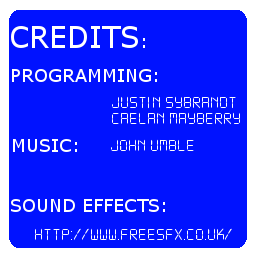 CREDITS:
PROGRAMMING:
JUSTIN SYBRANDT
CAELAN MAYBERRY
MUSIC: JOHN UMBLE
SOUND EFFECTS:
HTTP://WWW.FREESFX.CO.UK/